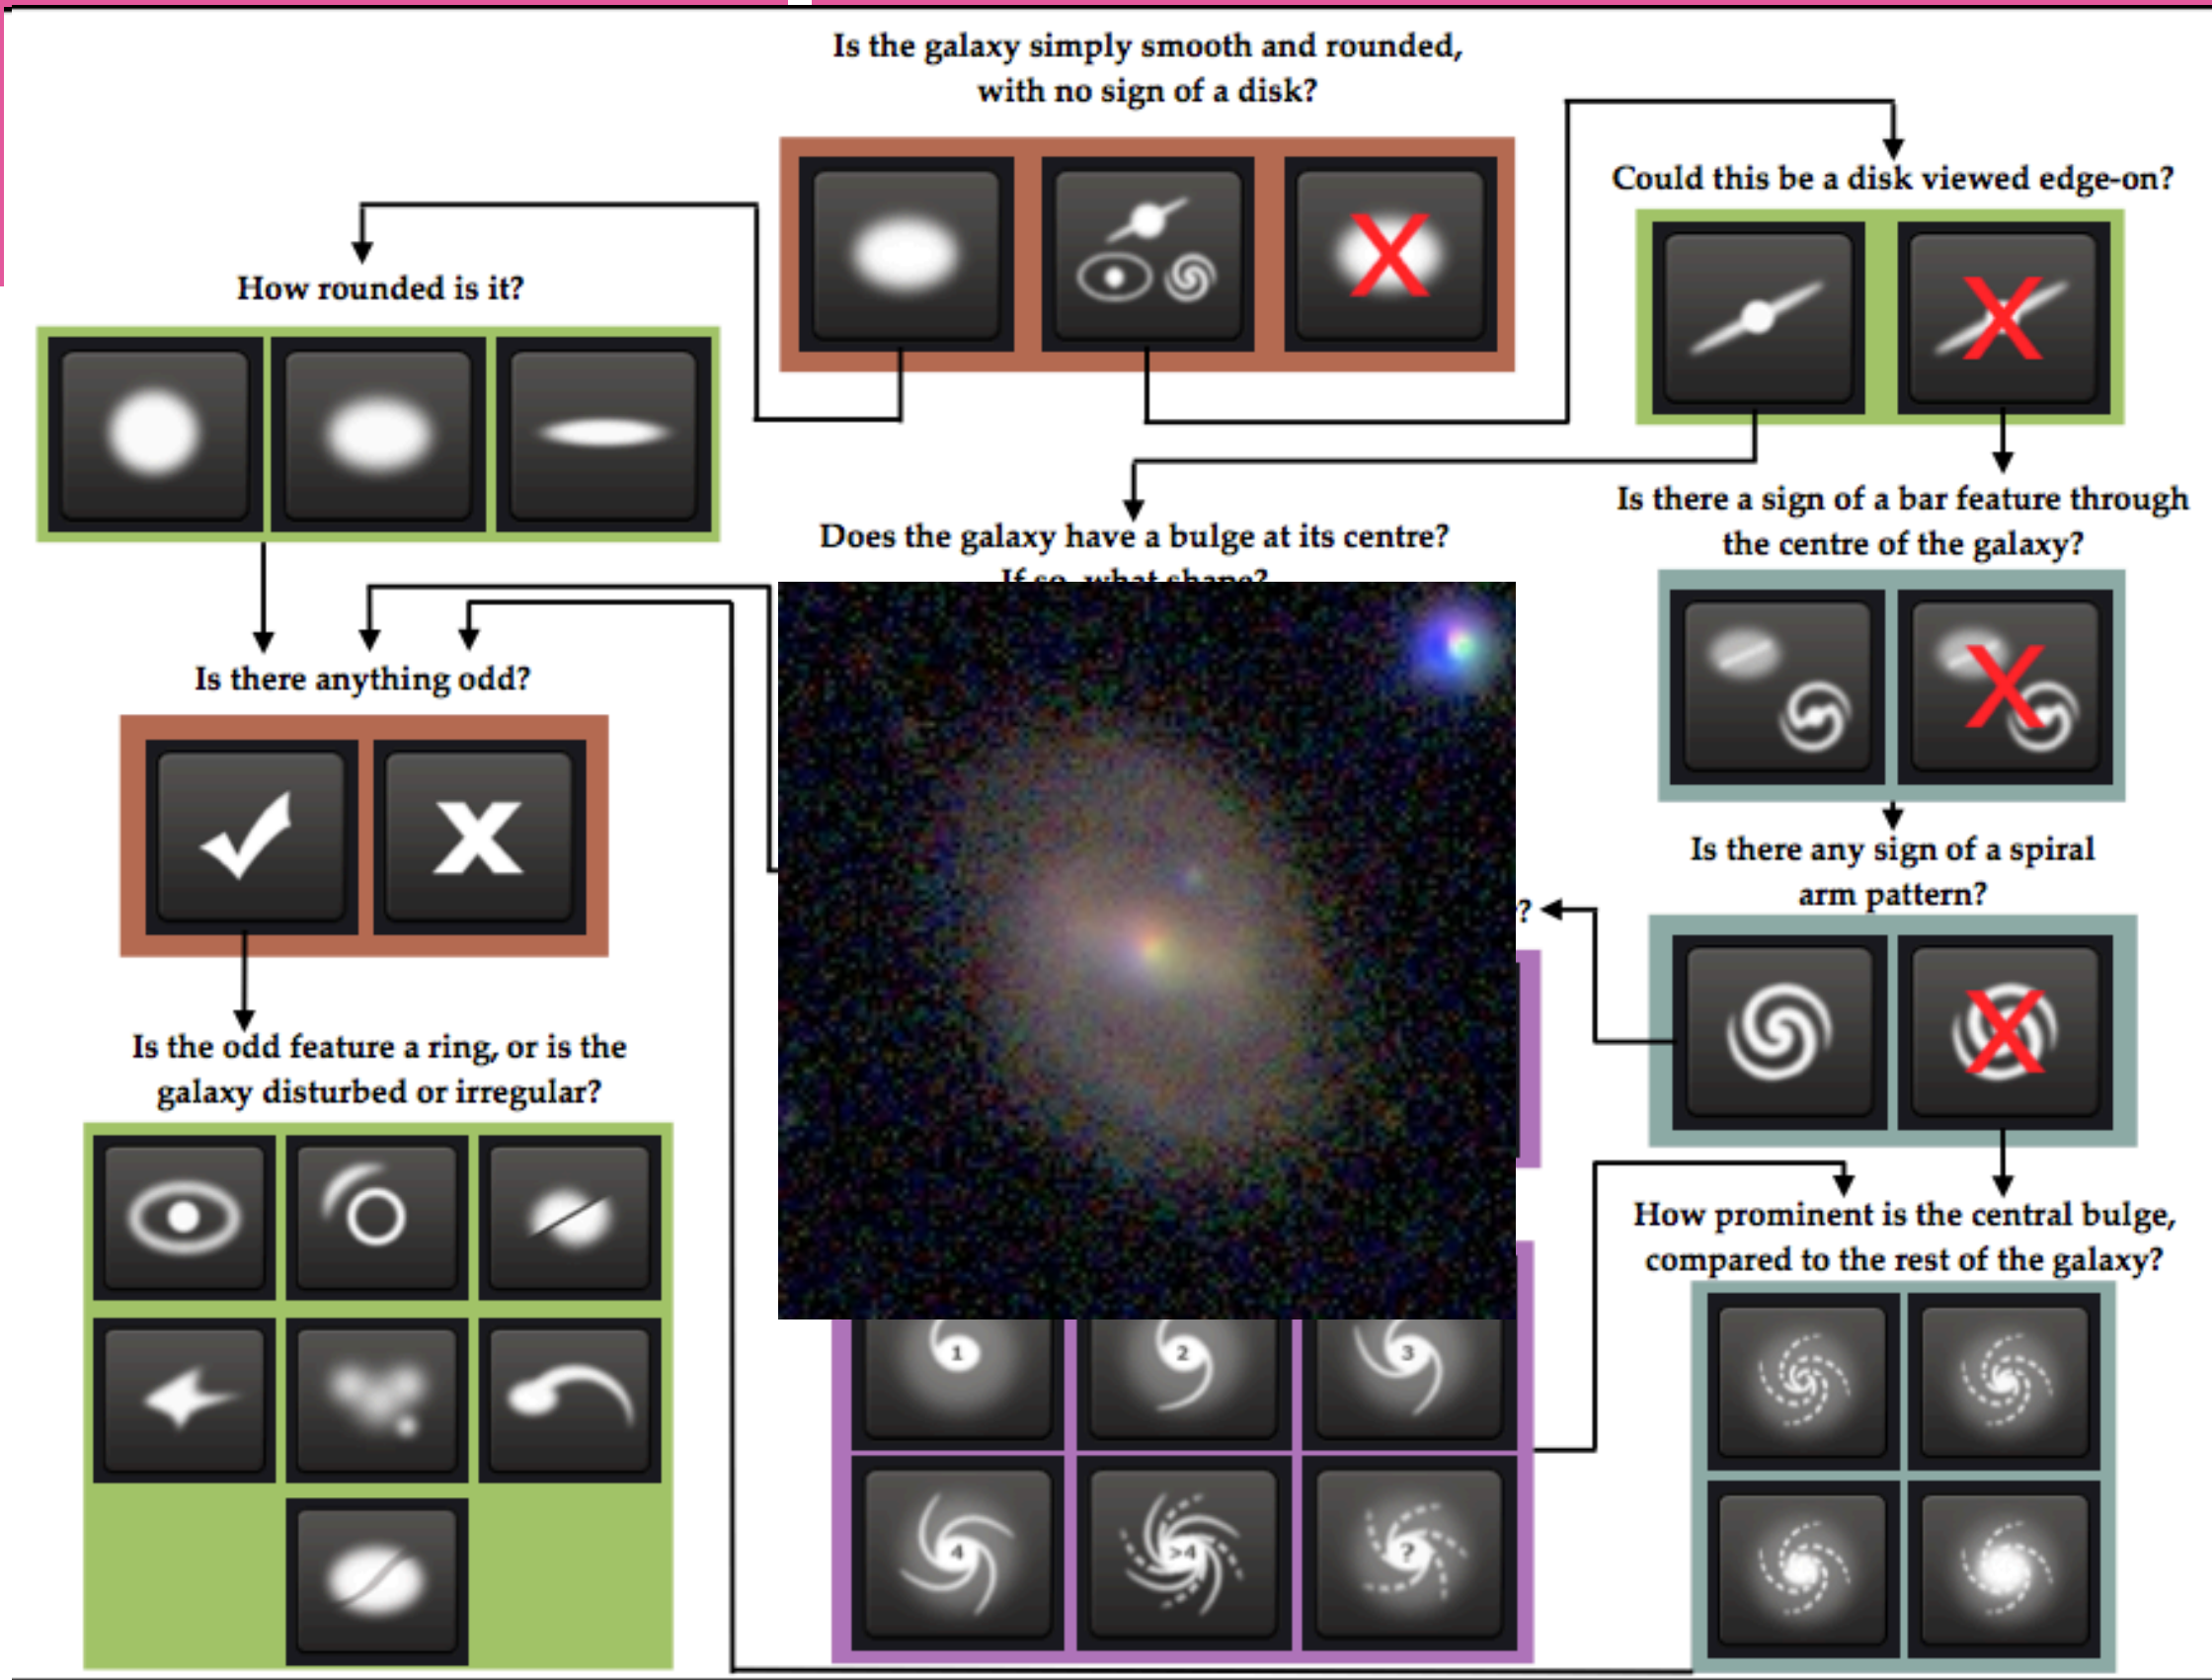 Is the galaxy simply smooth and rounded,
with no sign of a disk?
Could this be a disk viewed edge-on?
How rounded is it?
Is there a sign of a bar feature through
the centre of the galaxy?
Does the galaxy have a bulge at its centre?
If so, what shape?
Is there anything odd?
Is there any sign of a spiral
arm pattern?
?
Is the odd feature a ring, or is the
galaxy disturbed or irregular?
How prominent is the central bulge,
compared to the rest of the galaxy?
1
2
3
4
>4
?